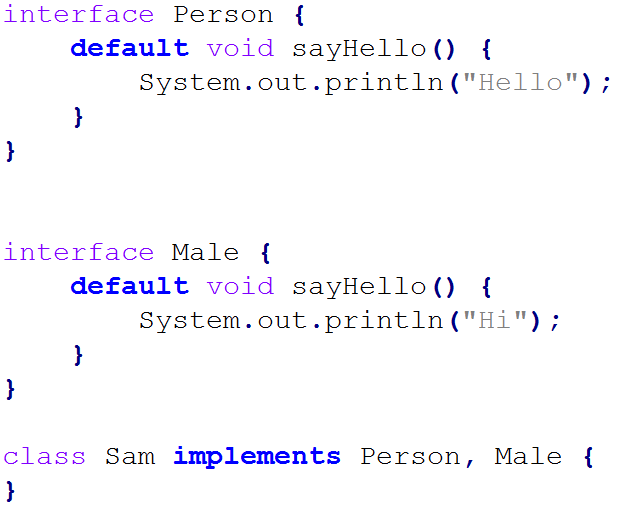 interface Person {
    default void sayHello() {
        System.out.println("Hello");
    }
}
interface Male {
    default void sayHello() {
        System.out.println("Hi");
    }
}
class Sam implements Person, Male {
}